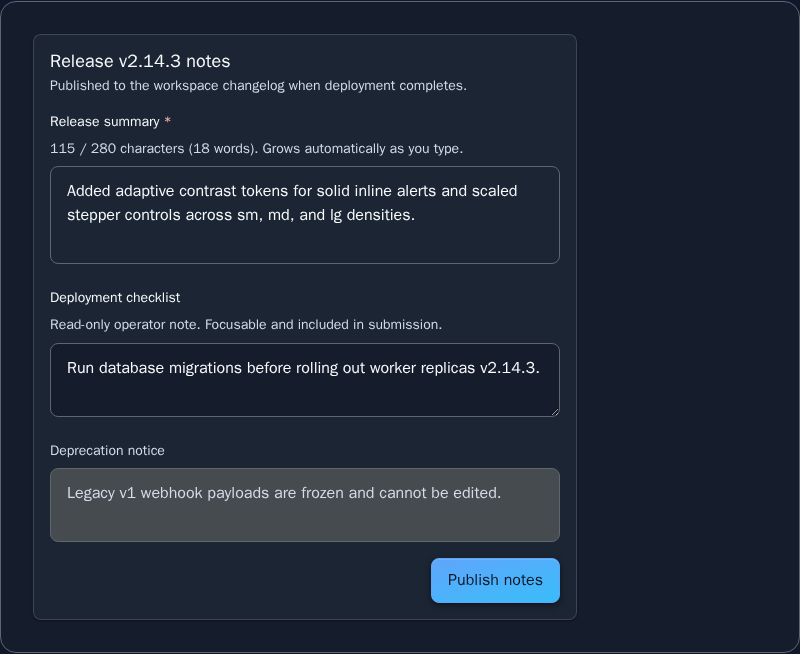 Release v2.14.3 notes
Published to the workspace changelog when deployment completes.
Release summary *
115 / 280 characters (18 words). Grows automatically as you type.
Added adaptive contrast tokens for solid inline alerts and scaled
stepper controls across sm, md, and lg densities.
Deployment checklist
Read-only operator note. Focusable and included in submission.
Run database migrations before rolling out worker replicas v2.14.3.
Deprecation notice
Legacy v1 webhook payloads are frozen and cannot be edited.
Publish notes